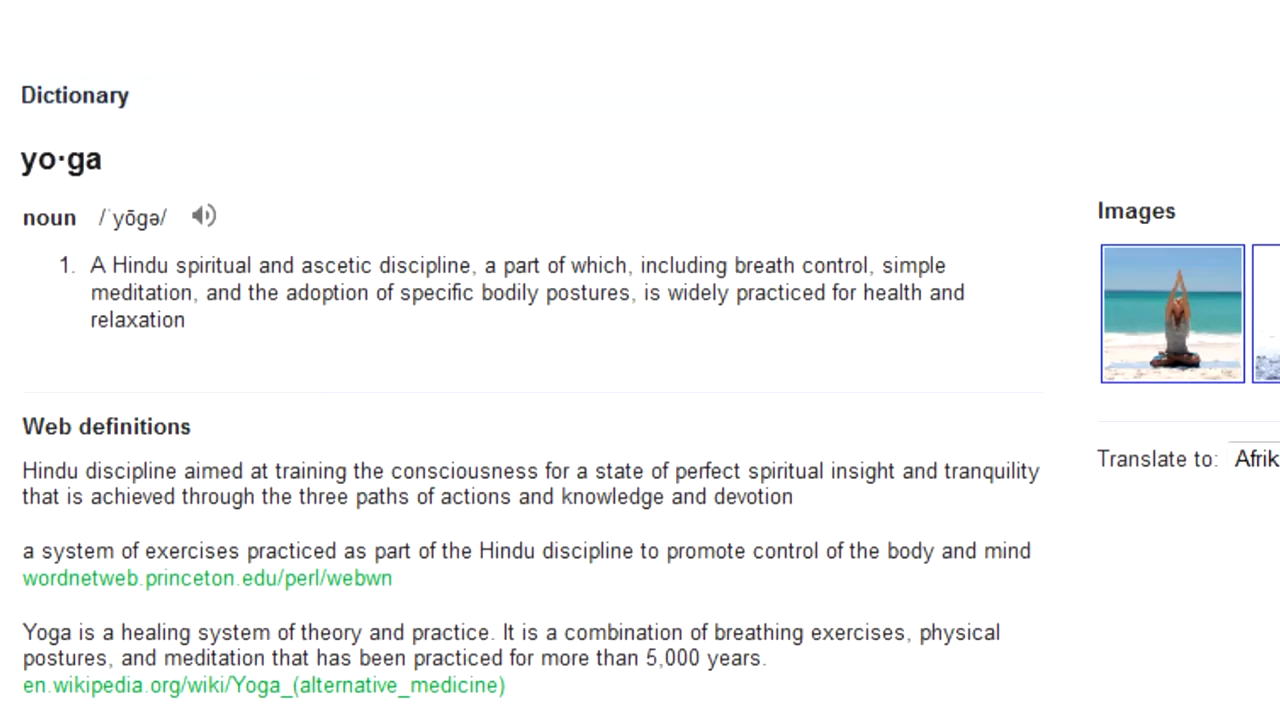 Dictionary
yo·ga
noun /ˈyōgə/
1. A Hindu spiritual and ascetic discipline, a part of which, including breath control, simple
meditation, and the adoption of specific bodily postures, is widely practiced for health and
relaxation
Web definitions
Hindu discipline aimed at training the consciousness for a state of perfect spiritual insight and tranquility
that is achieved through the three paths of actions and knowledge and devotion
a system of exercises practiced as part of the Hindu discipline to promote control of the body and mind
wordnetweb.princeton.edu/perl/webwn
Yoga is a healing system of theory and practice. It is a combination of breathing exercises, physical
postures, and meditation that has been practiced for more than 5,000 years.
en.wikipedia.org/wiki/Yoga_(alternative_medicine)
Images
Translate to: Afrik